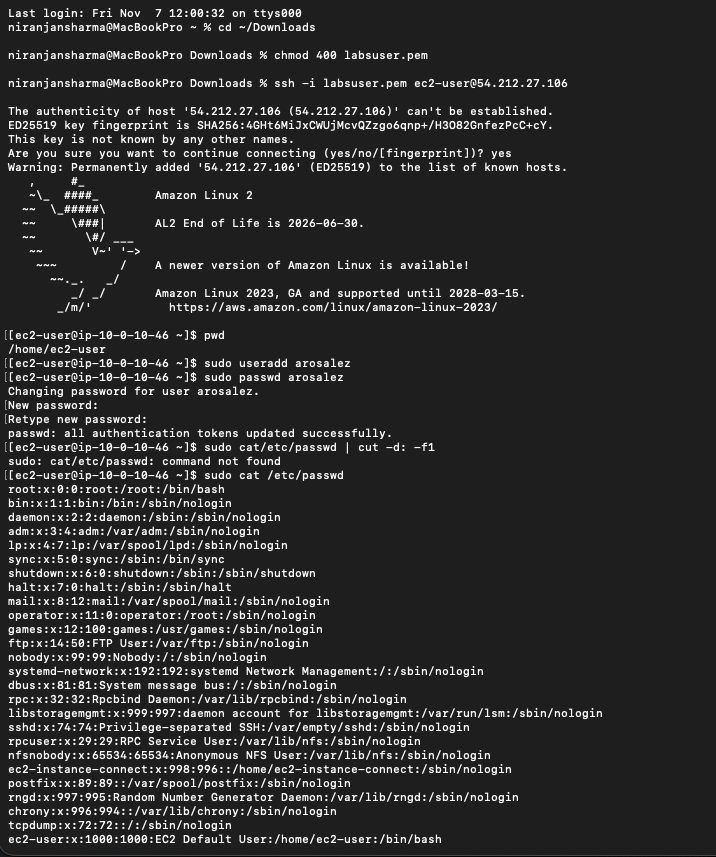 Last login: Fri Nov  7 12:00:32 on ttys000
niranjansharma@MacBookPro ~ % cd ~/Downloads
niranjansharma@MacBookPro Downloads % chmod 400 labsuser.pem
niranjansharma@MacBookPro Downloads % ssh -i labsuser.pem ec2-user@54.212.27.106
The authenticity of host '54.212.27.106 (54.212.27.106)' can't be established.
ED25519 key fingerprint is SHA256:4GHt6MiJxCWUjMcvQZzgo6qnp+/H3O82GnfezPcC+cY.
This key is not known by any other names.
Are you sure you want to continue connecting (yes/no/[fingerprint])? yes
Warning: Permanently added '54.212.27.106' (ED25519) to the list of known hosts.
   ,     #_
   ~\_  ####_        Amazon Linux 2
  ~~  \_#####\
  ~~     \###|       AL2 End of Life is 2026-06-30.
  ~~       \#/ ___
   ~~       V~' '->
    ~~~         /    A newer version of Amazon Linux is available!
      ~~._.   _/
         _/ _/       Amazon Linux 2023, GA and supported until 2028-03-15.
       _/m/'           https://aws.amazon.com/linux/amazon-linux-2023/
[[ec2-user@ip-10-0-10-46 ~]$ pwd
/home/ec2-user
[[ec2-user@ip-10-0-10-46 ~]$ sudo useradd arosalez
[[ec2-user@ip-10-0-10-46 ~]$ sudo passwd arosalez
Changing password for user arosalez.
[New password:
[Retype new password:
passwd: all authentication tokens updated successfully.
[[ec2-user@ip-10-0-10-46 ~]$ sudo cat/etc/passwd | cut -d: -f1
sudo: cat/etc/passwd: command not found
[[ec2-user@ip-10-0-10-46 ~]$ sudo cat /etc/passwd
root:x:0:0:root:/root:/bin/bash
bin:x:1:1:bin:/bin:/sbin/nologin
daemon:x:2:2:daemon:/sbin:/sbin/nologin
adm:x:3:4:adm:/var/adm:/sbin/nologin
lp:x:4:7:lp:/var/spool/lpd:/sbin/nologin
sync:x:5:0:sync:/sbin:/bin/sync
shutdown:x:6:0:shutdown:/sbin:/sbin/shutdown
halt:x:7:0:halt:/sbin:/sbin/halt
mail:x:8:12:mail:/var/spool/mail:/sbin/nologin
operator:x:11:0:operator:/root:/sbin/nologin
games:x:12:100:games:/usr/games:/sbin/nologin
ftp:x:14:50:FTP User:/var/ftp:/sbin/nologin
nobody:x:99:99:Nobody:/:/sbin/nologin
systemd-network:x:192:192:systemd Network Management:/:/sbin/nologin
dbus:x:81:81:System message bus:/:/sbin/nologin
rpc:x:32:32:Rpcbind Daemon:/var/lib/rpcbind:/sbin/nologin
libstoragemgmt:x:999:997:daemon account for libstoragemgmt:/var/run/lsm:/sbin/nologin
sshd:x:74:74:Privilege-separated SSH:/var/empty/sshd:/sbin/nologin
rpcuser:x:29:29:RPC Service User:/var/lib/nfs:/sbin/nologin
nfsnobody:x:65534:65534:Anonymous NFS User:/var/lib/nfs:/sbin/nologin
ec2-instance-connect:x:998:996::/home/ec2-instance-connect:/sbin/nologin
postfix:x:89:89::/var/spool/postfix:/sbin/nologin
rngd:x:997:995:Random Number Generator Daemon:/var/lib/rngd:/sbin/nologin
chrony:x:996:994::/var/lib/chrony:/sbin/nologin
tcpdump:x:72:72::/:/sbin/nologin
ec2-user:x:1000:1000:EC2 Default User:/home/ec2-user:/bin/bash